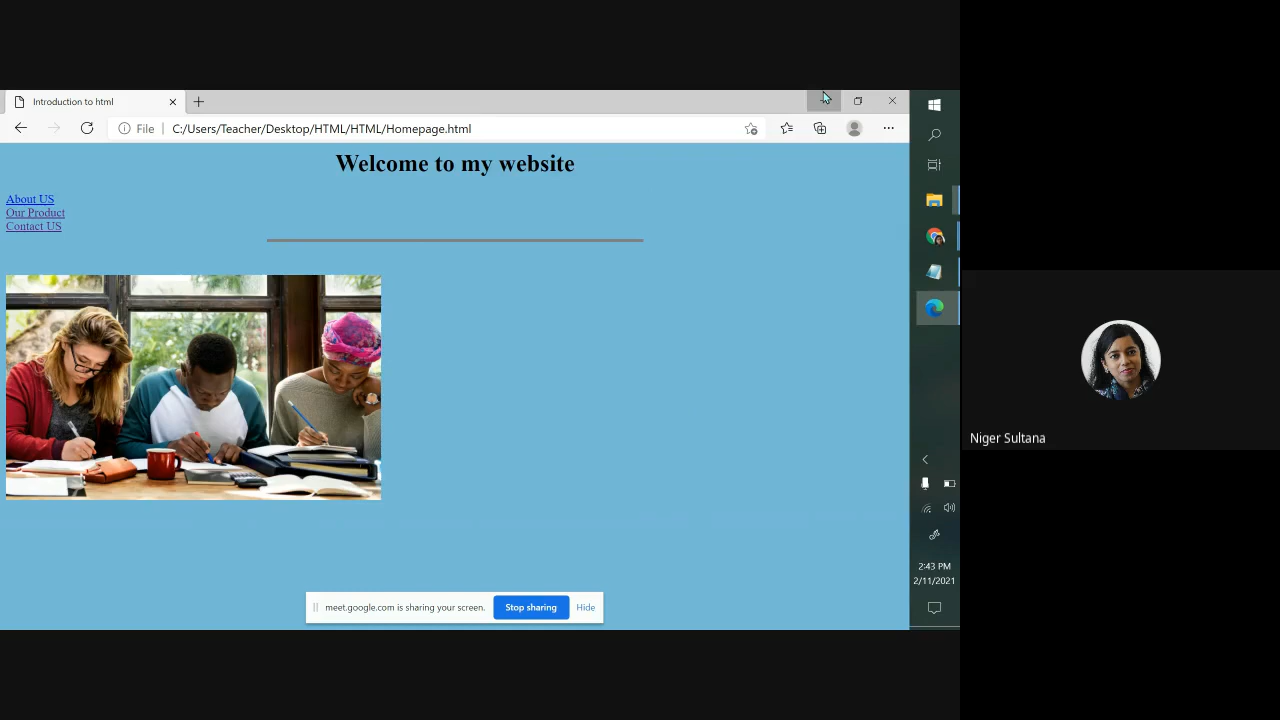 Introduction to html
File
C:/Users/Teacher/Desktop/HTML/HTML/Homepage.html
Welcome to my website
About US
Our Product
Contact US
Niger Sultana
2:43 PM
2/11/2021
meet.google.com is sharing your screen.
Stop sharing
Hide